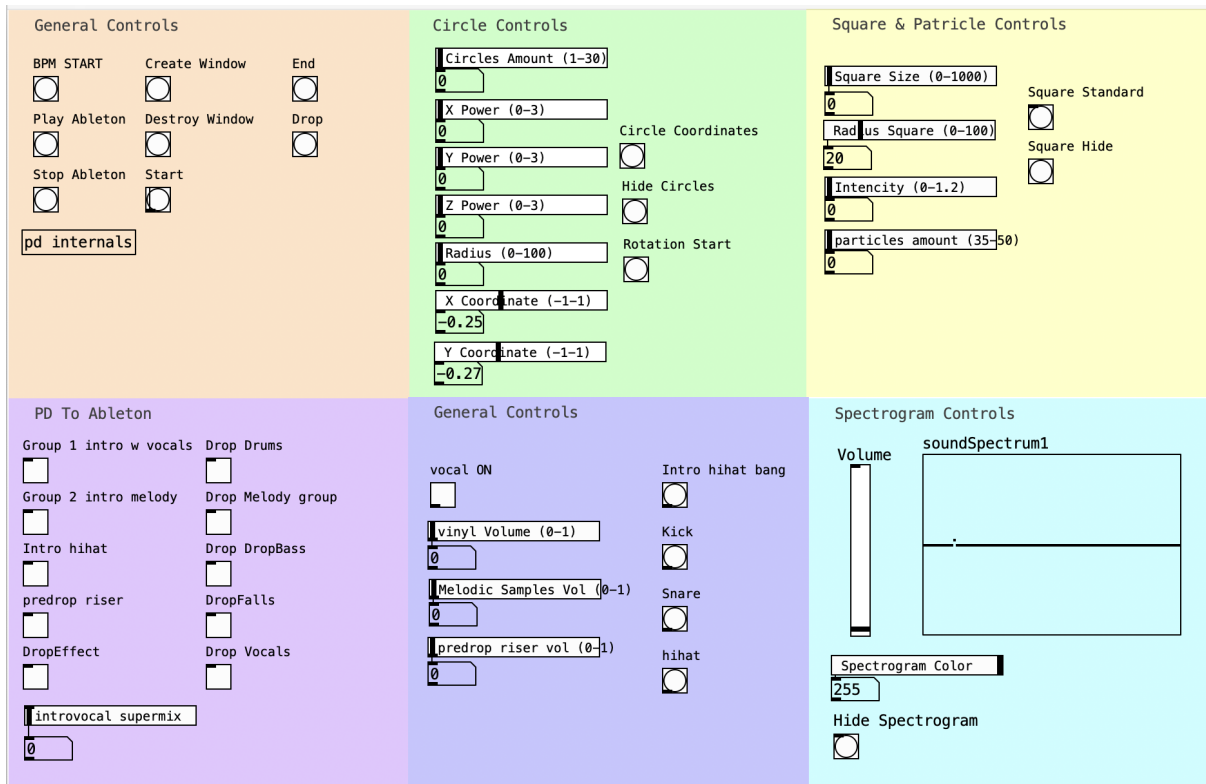 General Controls
BPM START
Create Window
End
Play Ableton
Destroy Window
Drop
Stop Ableton
Start
pd internals
Circle Controls
Circles Amount (1-30)
0
X Power (0-3)
0
Y Power (0-3)
0
Z Power (0-3)
0
Radius (0-100)
0
X Coordinate (-1-1)
-0.25
Y Coordinate (-1-1)
-0.27
Circle Coordinates
Hide Circles
Rotation Start
Square & Patricle Controls
Square Size (0-1000)
0
Radius Square (0-100)
20
Intencity (0-1.2)
0
particles amount (35-50)
0
Square Standard
Square Hide
PD To Ableton
Group 1 intro w vocals
Drop Drums
Group 2 intro melody
Drop Melody group
Intro hihat
Drop DropBass
predrop riser
DropFalls
DropEffect
Drop Vocals
introvocal supermix
0
General Controls
vocal ON
vinyl Volume (0-1)
0
Melodic Samples Vol (0-1)
0
predrop riser vol (0-1)
0
Intro hihat bang
Kick
Snare
hihat
Spectrogram Controls
Volume
soundSpectrum1
Spectrogram Color
255
Hide Spectrogram